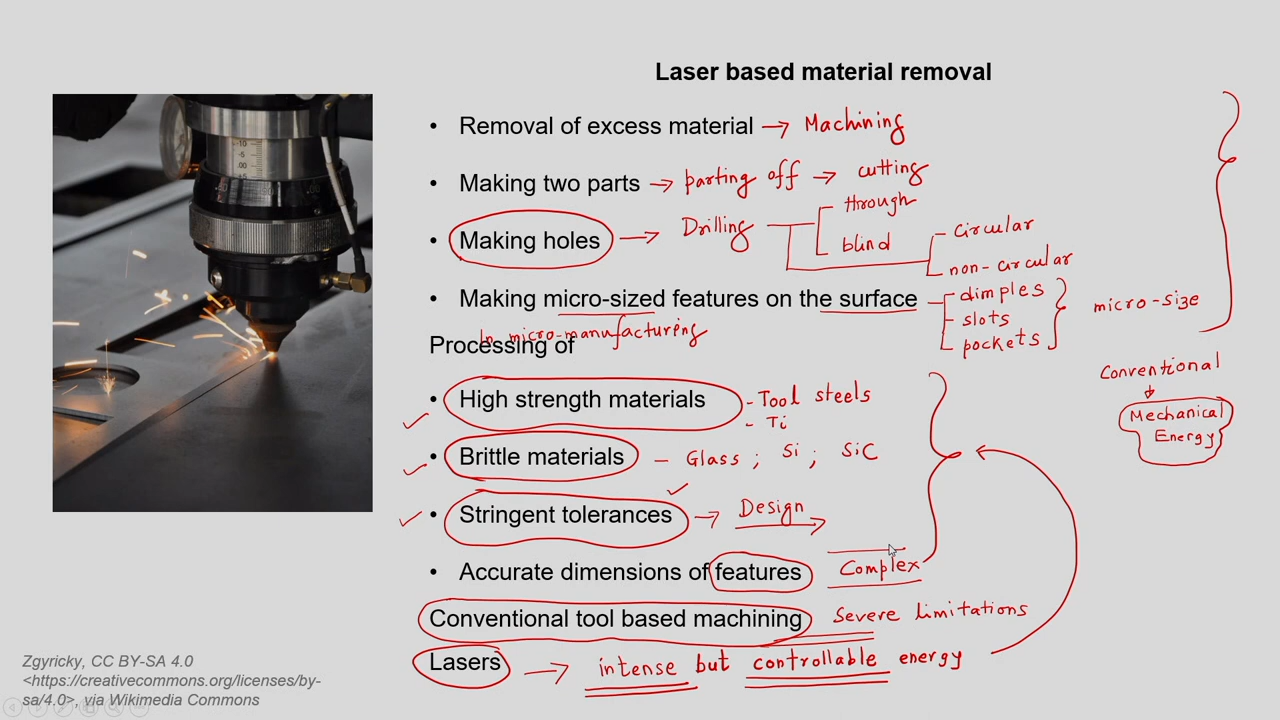 Laser based material removal
• Removal of excess material → Machining
• Making two parts → parting off → cutting
through
• Making holes → Drilling
blind
circular
non-circular
• Making micro-sized features on the surface - dimples
- slots
pockets
micro-size
In micro-manufacturing
Processing of
Conventional
Mechanical
Energy
• High strength materials - Tool steels
- Ti
• Brittle materials - Glass ; Si ; SiC
• Stringent tolerances → Design
• Accurate dimensions of features Complex
Conventional tool based machining Severe limitations
Lasers → intense but controllable energy
Zgyricky, CC BY-SA 4.0
<https://creativecommons.org/licenses/by-
sa/4.0>, via Wikimedia Commons